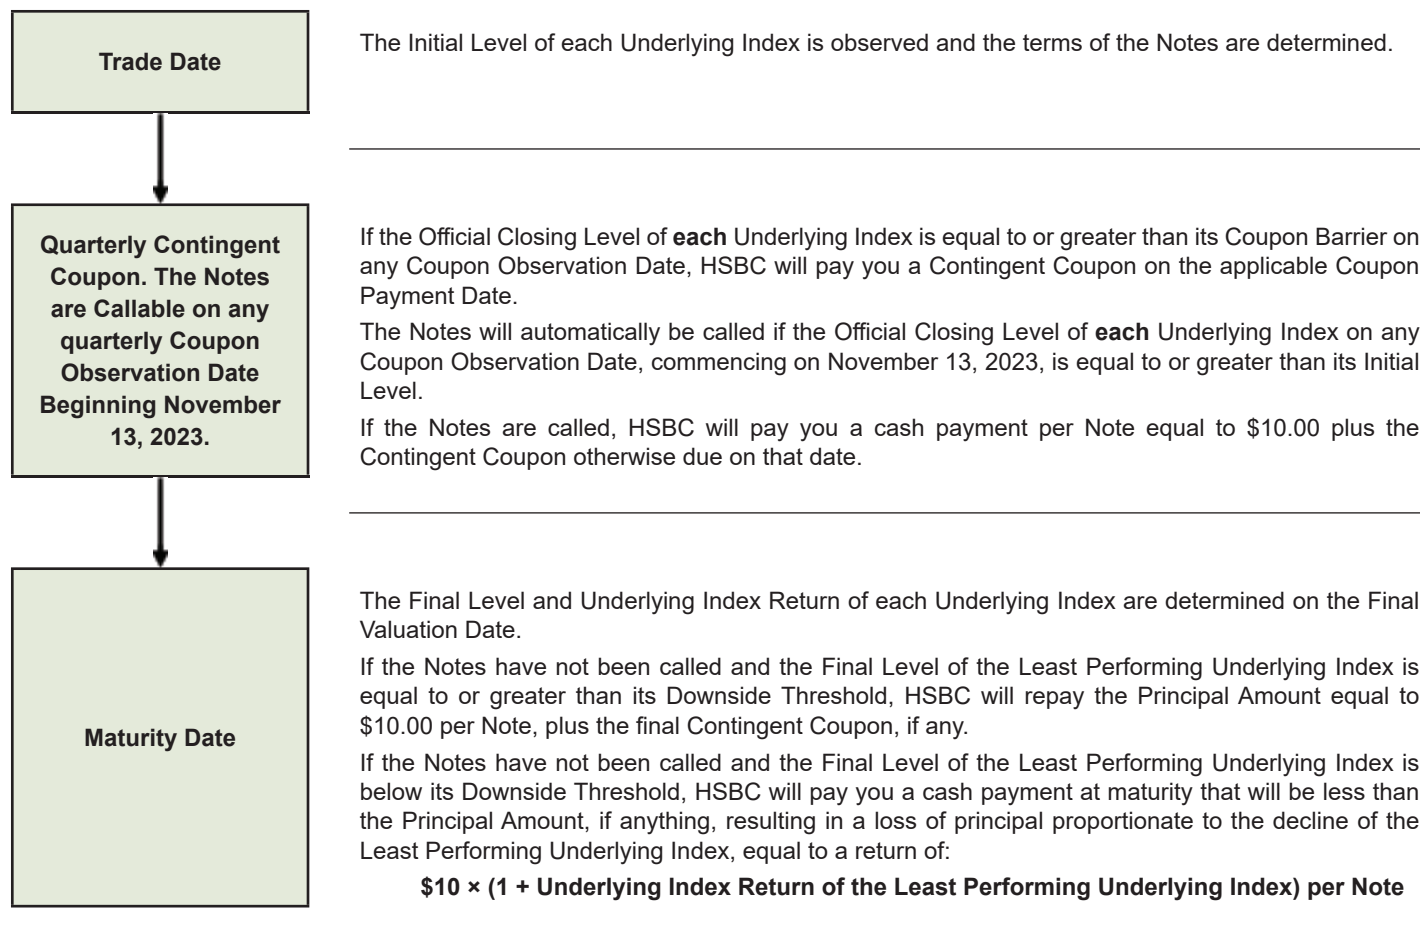 Trade Date
The Initial Level of each Underlying Index is observed and the terms of the Notes are determined.
Quarterly Contingent
Coupon. The Notes
are Callable on any
quarterly Coupon
Observation Date
Beginning November
13, 2023.
If the Official Closing Level of each Underlying Index is equal to or greater than its Coupon Barrier on
any Coupon Observation Date, HSBC will pay you a Contingent Coupon on the applicable Coupon
Payment Date.
The Notes will automatically be called if the Official Closing Level of each Underlying Index on any
Coupon Observation Date, commencing on November 13, 2023, is equal to or greater than its Initial
Level.
If the Notes are called, HSBC will pay you a cash payment per Note equal to $10.00 plus the
Contingent Coupon otherwise due on that date.
Maturity Date
The Final Level and Underlying Index Return of each Underlying Index are determined on the Final
Valuation Date.
If the Notes have not been called and the Final Level of the Least Performing Underlying Index is
equal to or greater than its Downside Threshold, HSBC will repay the Principal Amount equal to
$10.00 per Note, plus the final Contingent Coupon, if any.
If the Notes have not been called and the Final Level of the Least Performing Underlying Index is
below its Downside Threshold, HSBC will pay you a cash payment at maturity that will be less than
the Principal Amount, if anything, resulting in a loss of principal proportionate to the decline of the
Least Performing Underlying Index, equal to a return of:
$10 × (1 + Underlying Index Return of the Least Performing Underlying Index) per Note